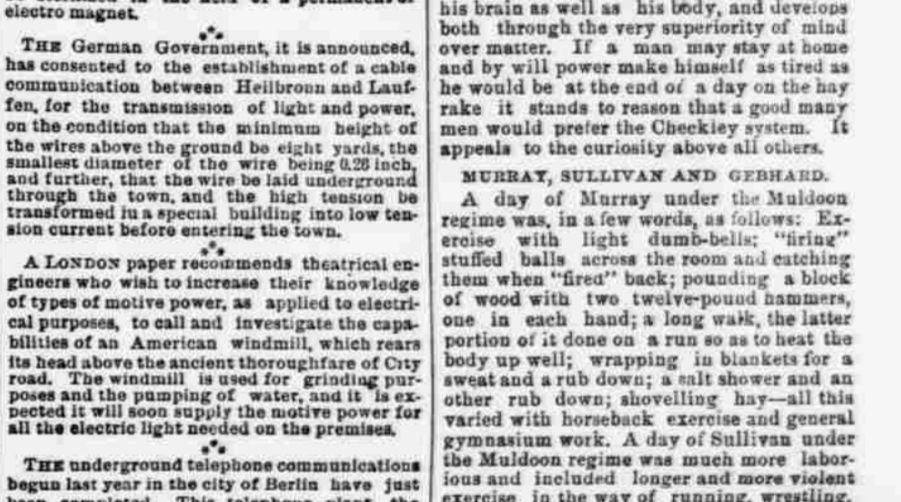 electro magnet.
THE German Government, it is announced,
has consented to the establishment of a cable
communication between Heilbronn and Lauf-
fen, for the transmission of light and power,
on the condition that the minimum height of
the wires above the ground be eight yards, the
smallest diameter of the wire being 0.26 inch,
and further, that the wire be laid underground
through the town, and the high tension be
transformed in a special building into low ten-
sion current before entering the town.
A LONDON paper recommends theatrical en-
gineers who wish to increase their knowledge
of types of motive power, as applied to electri-
cal purposes, to call and investigate the capa-
bilities of an American windmill, which rears
its head above the ancient thoroughfare of City
road. The windmill is used for grinding pur-
poses and the pumping of water, and it is ex-
pected it will soon supply the motive power for
all the electric light needed on the premises.
THE underground telephone communications
begun last year in the city of Berlin have just
been completed. This telephone plant, the
his brain as well as his body, and develops
both through the very superiority of mind
over matter. If a man may stay at home
and by will power make himself as tired as
he would be at the end of a day on the hay
rake it stands to reason that a good many
men would prefer the Checkley system. It
appeals to the curiosity above all others.
MURRAY, SULLIVAN AND GEBHARD.
A day of Murray under the Muldoon
regime was, in a few words, as follows: Ex-
ercise with light dumb-bells; "firing"
stuffed balls across the room and catching
them when "fired" back; pounding a block
of wood with two twelve-pound hammers,
one in each hand; a long walk, the latter
portion of it done on a run so as to heat the
body up well; wrapping in blankets for a
sweat and a rub down; a salt shower and an
other rub down; shovelling hay—all this
varied with horseback exercise and general
gymnasium work. A day of Sullivan under
the Muldoon regime was much more labor-
ious and included longer and more violent
exercise in the way of running, wrestling,